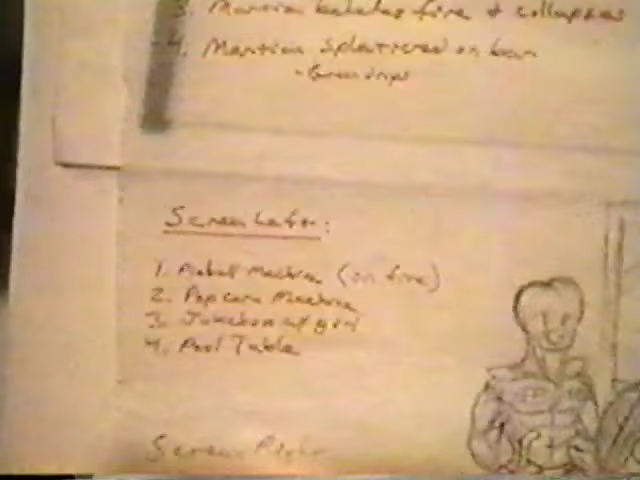 3. Martian catches fire & collapses
4. Martian splattered on bar
- Green drips
Screen Left:
1. Pinball Machine (on fire)
2. Popcorn Machine
3. Jukebox w/ girl
4. Pool Table
Screen Right